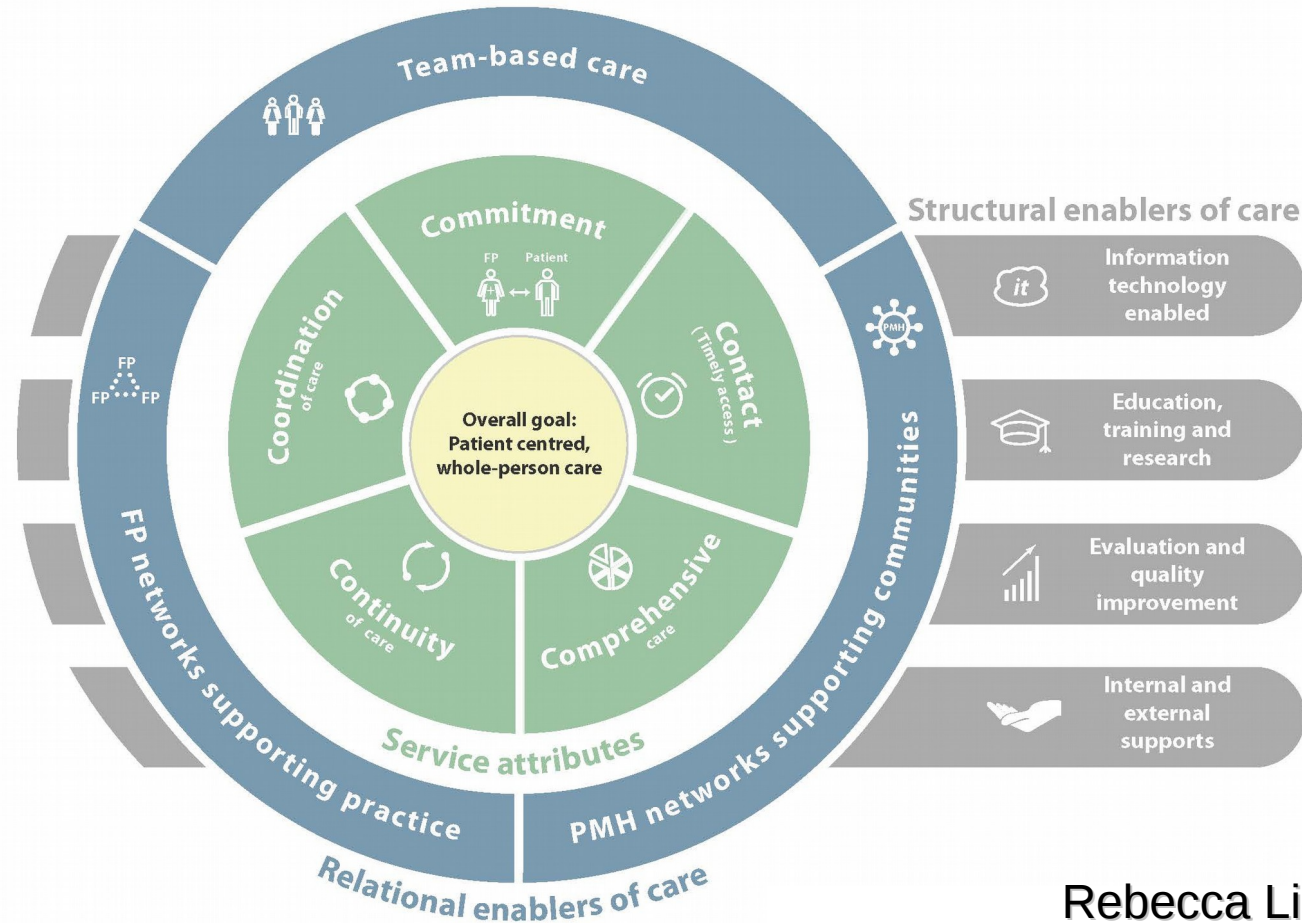 Team-based care
Structural enablers of care
Commitment
FP Patient
Information
technology
enabled
it
PMH
Coordination
of care
Contact
(Timely access)
FP
FP FP
Education,
training and
research
Overall goal:
Patient centred,
whole-person care
Evaluation and
quality
improvement
Continuity
of care
Comprehensive
care
Internal and
external
supports
Service attributes
FP networks supporting practice
PMH networks supporting communities
Relational enablers of care
Rebecca Li